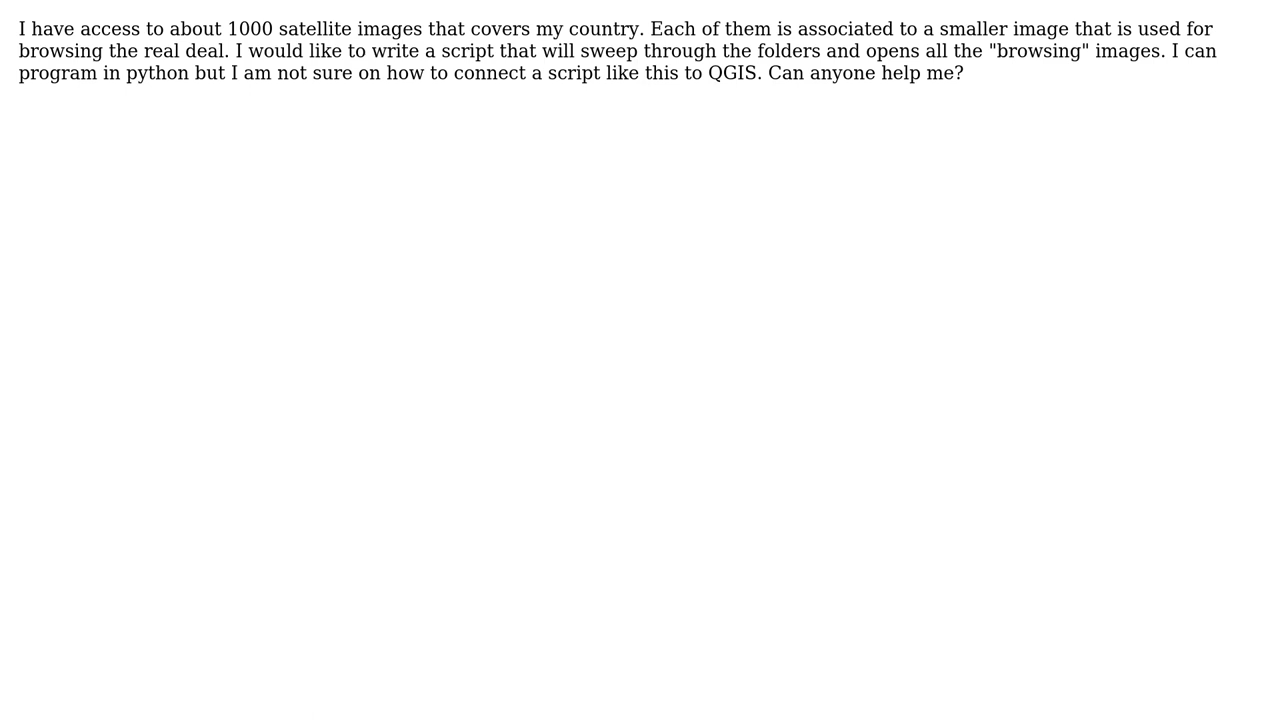 I have access to about 1000 satellite images that covers my country. Each of them is associated to a smaller image that is used for
browsing the real deal. I would like to write a script that will sweep through the folders and opens all the "browsing" images. I can
program in python but I am not sure on how to connect a script like this to QGIS. Can anyone help me?